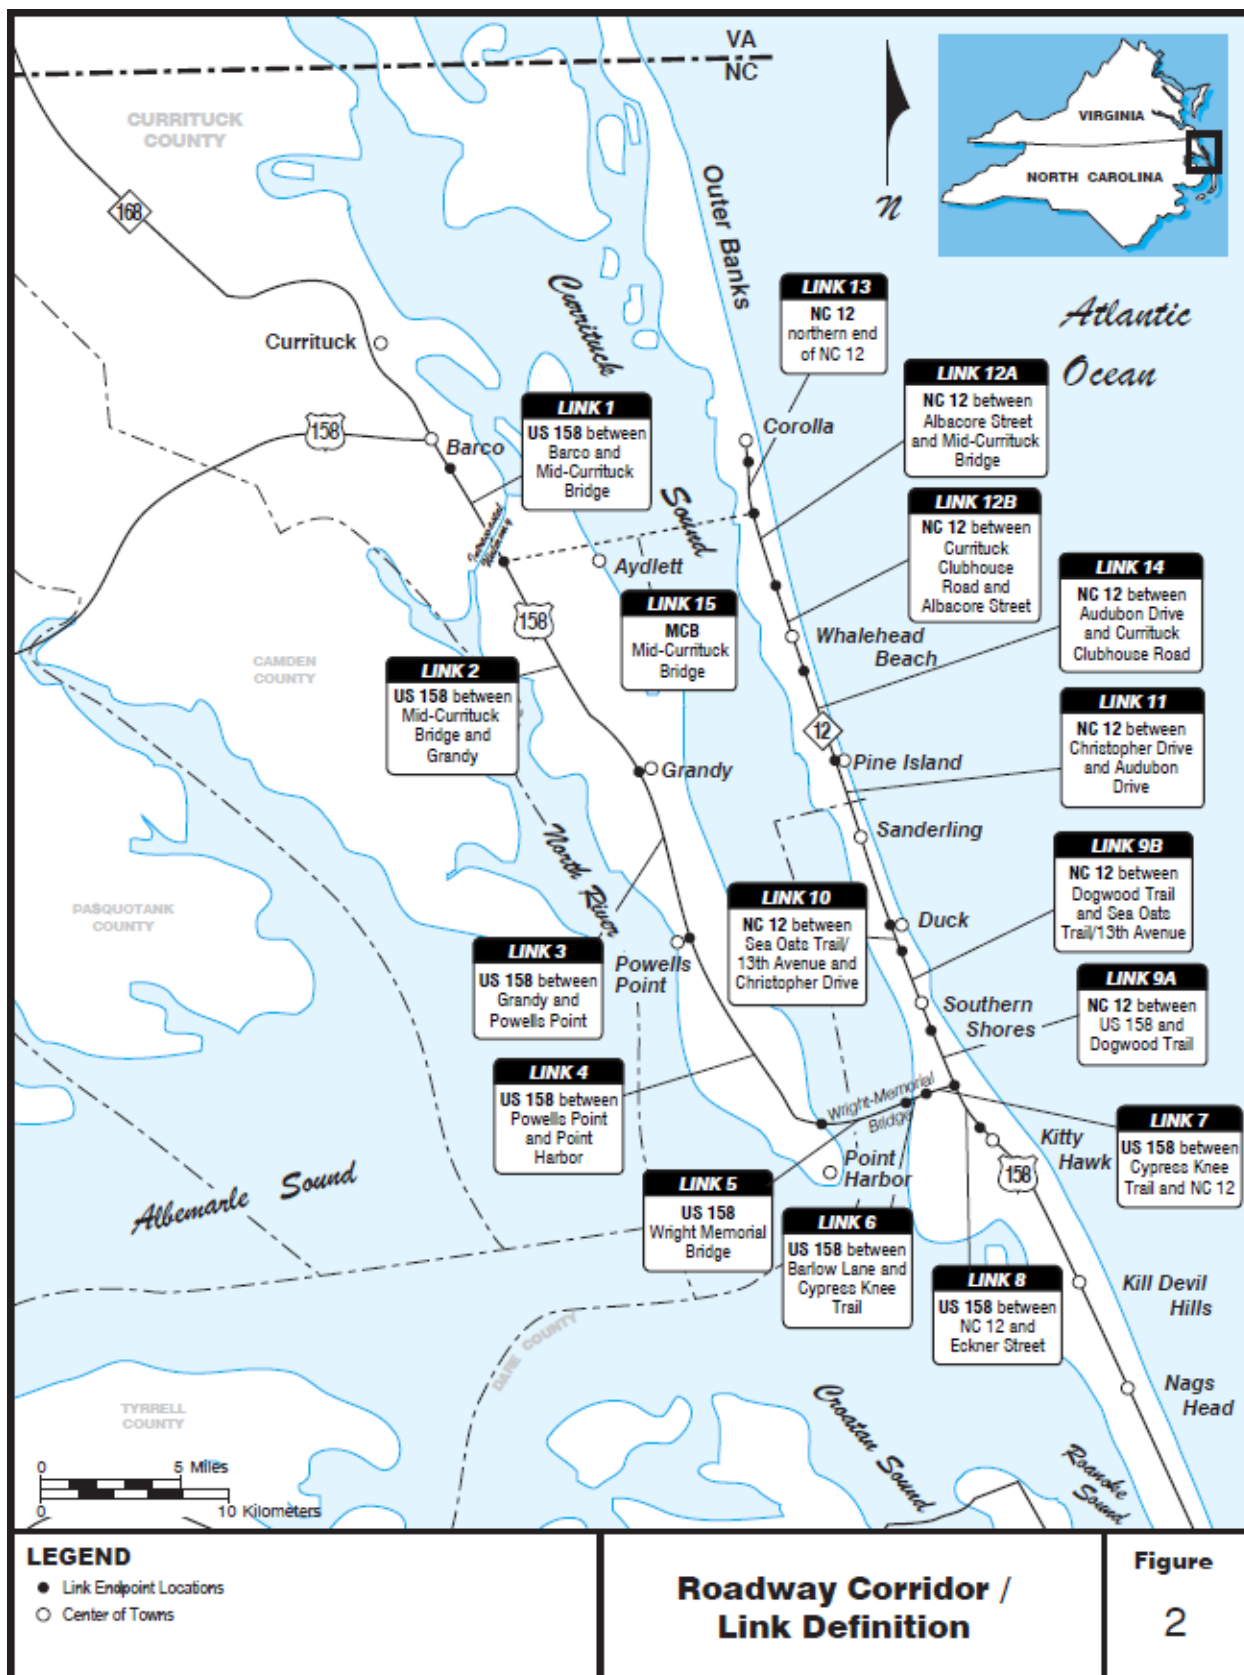 VA
NC
CURRITUCK
COUNTY
VIRGINIA
NORTH CAROLINA
N
168
Outer Banks
Currituck
Sound
Atlantic
Ocean
LINK 13
NC 12
northern end
of NC 12
Currituck
LINK 12A
NC 12 between
Albacore Street
and Mid-Currituck
Bridge
LINK 1
US 158 between
Barco and
Mid-Currituck
Bridge
158
Barco
Corolla
LINK 12B
NC 12 between
Currituck
Clubhouse
Road and
Albacore Street
Aydlett
LINK 14
NC 12 between
Audubon Drive
and Currituck
Clubhouse Road
LINK 15
MCB
Mid-Currituck
Bridge
158
Whalehead
Beach
CAMDEN
COUNTY
LINK 2
US 158 between
Mid-Currituck
Bridge and
Grandy
LINK 11
NC 12 between
Christopher Drive
and Audubon
Drive
12
Pine Island
Grandy
Sanderling
North River
LINK 9B
NC 12 between
Dogwood Trail
and Sea Oats
Trail/13th Avenue
LINK 10
NC 12 between
Sea Oats Trail/
13th Avenue and
Christopher Drive
Duck
PASQUOTANK
COUNTY
LINK 3
US 158 between
Grandy and
Powells Point
Powells
Point
LINK 9A
NC 12 between
US 158 and
Dogwood Trail
Southern
Shores
LINK 4
US 158 between
Powells Point
and Point
Harbor
Wright-Memorial
Bridge
LINK 7
US 158 between
Cypress Knee
Trail and NC 12
Kitty
Hawk
158
Point
Harbor
Albemarle Sound
LINK 5
US 158
Wright Memorial
Bridge
LINK 6
US 158 between
Barlow Lane and
Cypress Knee
Trail
LINK 8
US 158 between
NC 12 and
Eckner Street
Kill Devil
Hills
DARE COUNTY
Nags
Head
TYRRELL
COUNTY
Croatan Sound
Roanoke
Sound
0 5 Miles
0 10 Kilometers
LEGEND
Link Endpoint Locations
Center of Towns
Roadway Corridor /
Link Definition
Figure
2